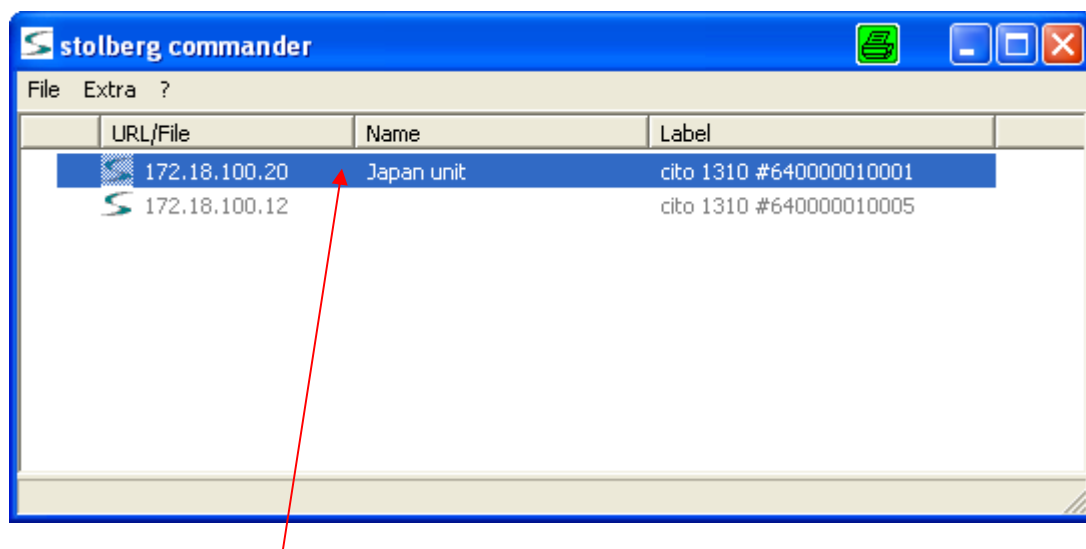 stolberg commander
File Extra ?
URL/File Name Label
172.18.100.20 Japan unit cito 1310 #640000010001
172.18.100.12 cito 1310 #640000010005